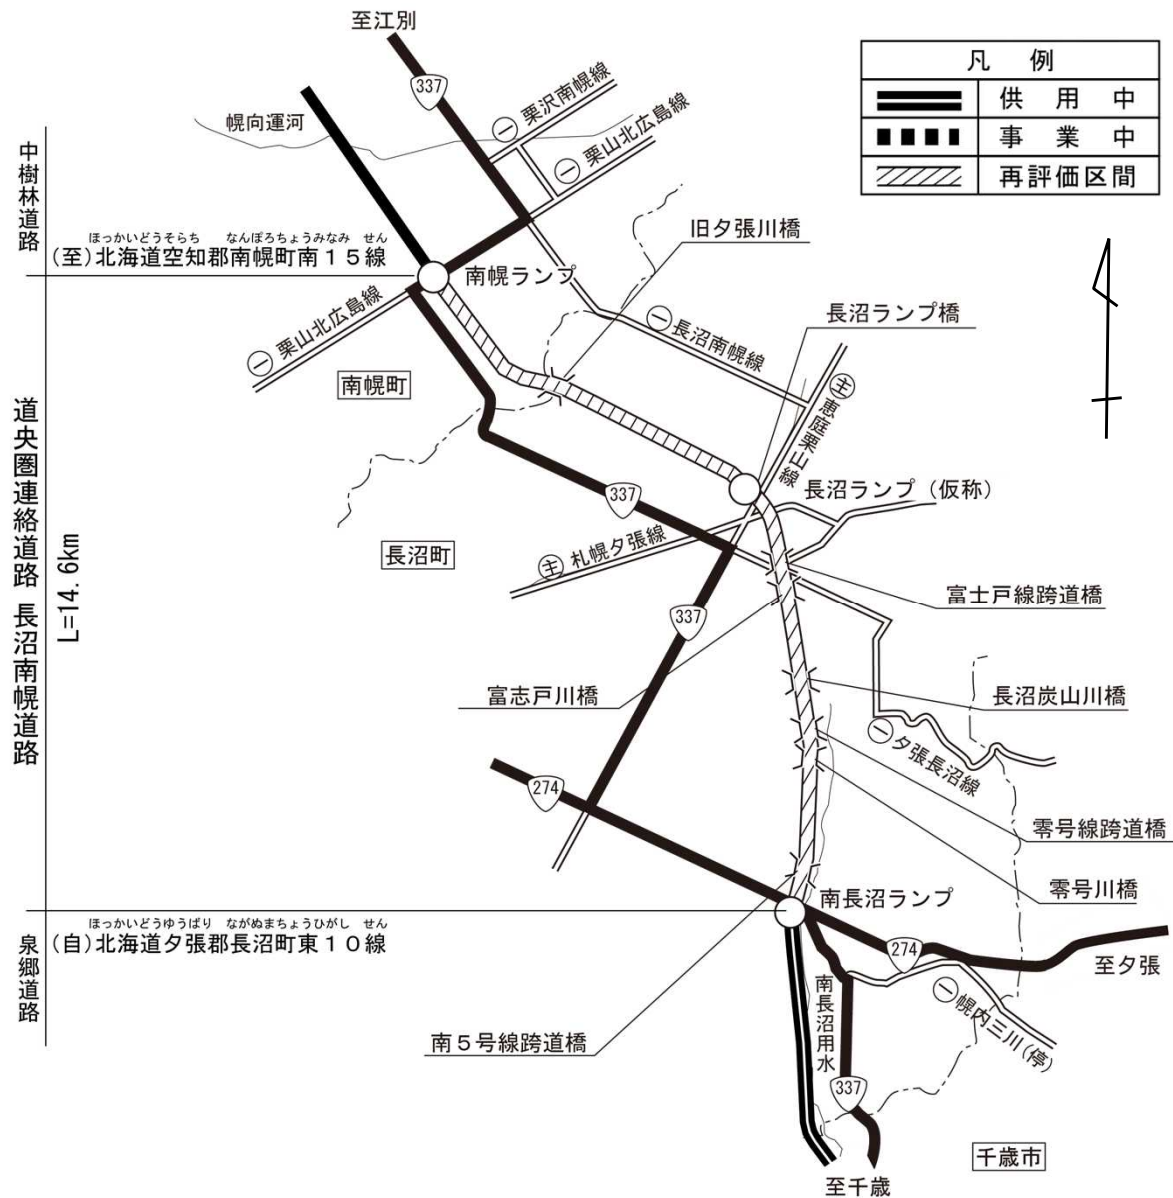 至江別
凡 例
供 用 中
事 業 中
再評価区間
337
一 栗沢南幌線
一 栗山北広島線
幌向運河
中樹林道路
旧夕張川橋
ほっかいどうそらち なんぽろちょうみなみ せん
(至)北海道空知郡南幌町南15線
南幌ランプ
長沼ランプ橋
一 栗山北広島線
一 長沼南幌線
南幌町
主 恵庭栗山線
道央圏連絡道路 長沼南幌道路
L=14.6km
337
長沼ランプ(仮称)
長沼町
主 札幌夕張線
富士戸線跨道橋
337
富志戸川橋
長沼炭山川橋
一 夕張長沼線
274
零号線跨道橋
零号川橋
南長沼ランプ
ほっかいどうゆうばり ながぬまちょうひがし せん
(自)北海道夕張郡長沼町東10線
泉郷道路
274
至夕張
南長沼用水
一 幌内三川(停)
南5号線跨道橋
337
千歳市
至千歳